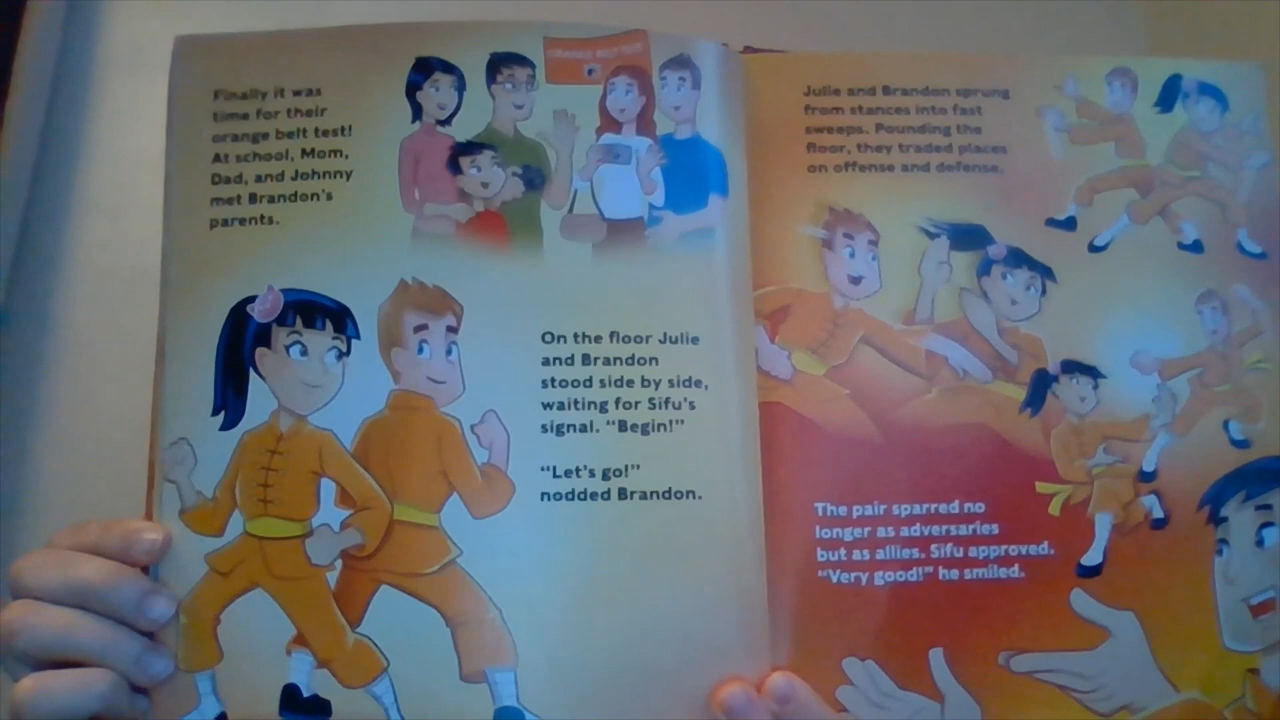 Finally it was
time for their
orange belt test!
At school, Mom,
Dad, and Johnny
met Brandon's
parents.
ORANGE BELT TEST
On the floor Julie
and Brandon
stood side by side,
waiting for Sifu's
signal. “Begin!”
“Let's go!”
nodded Brandon.
Julie and Brandon sprung
from stances into fast
sweeps. Pounding the
floor, they traded places
on offense and defense.
The pair sparred no
longer as adversaries
but as allies. Sifu approved.
“Very good!” he smiled.